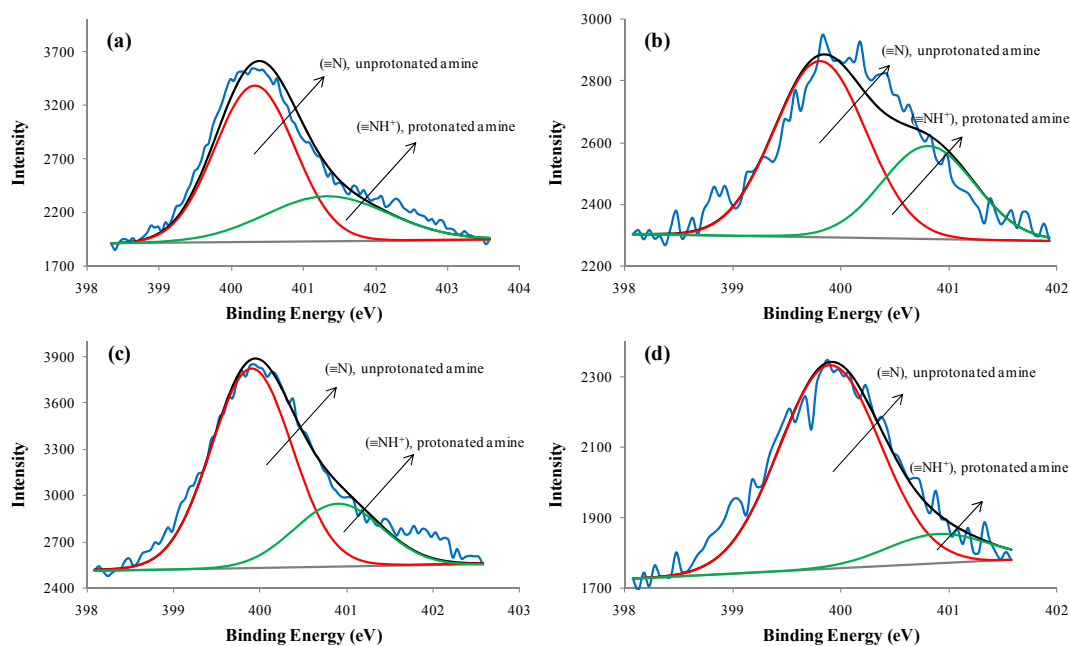 (a)
Intensity
3700
3200
2700
2200
1700
(≡N), unprotonated amine
(≡NH⁺), protonated amine
398 399 400 401 402 403 404
Binding Energy (eV)
(b)
Intensity
3000
2800
2600
2400
2200
(≡N), unprotonated amine
(≡NH⁺), protonated amine
398 399 400 401 402
Binding Energy (eV)
(c)
Intensity
3900
3600
3300
3000
2700
2400
(≡N), unprotonated amine
(≡NH⁺), protonated amine
398 399 400 401 402 403
Binding Energy (eV)
(d)
Intensity
2300
2100
1900
1700
(≡N), unprotonated amine
(≡NH⁺), protonated amine
398 399 400 401 402
Binding Energy (eV)